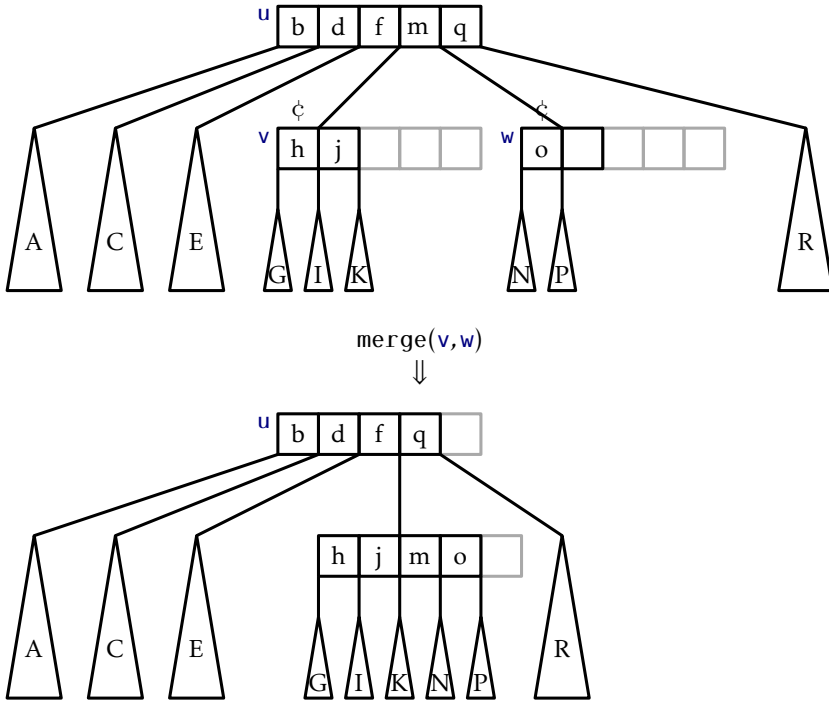 u b d f m q
¢ ¢
v h j w o
A C E G I K N P R
merge(v,w)
⇓
u b d f q
h j m o
A C E R
G I K N P